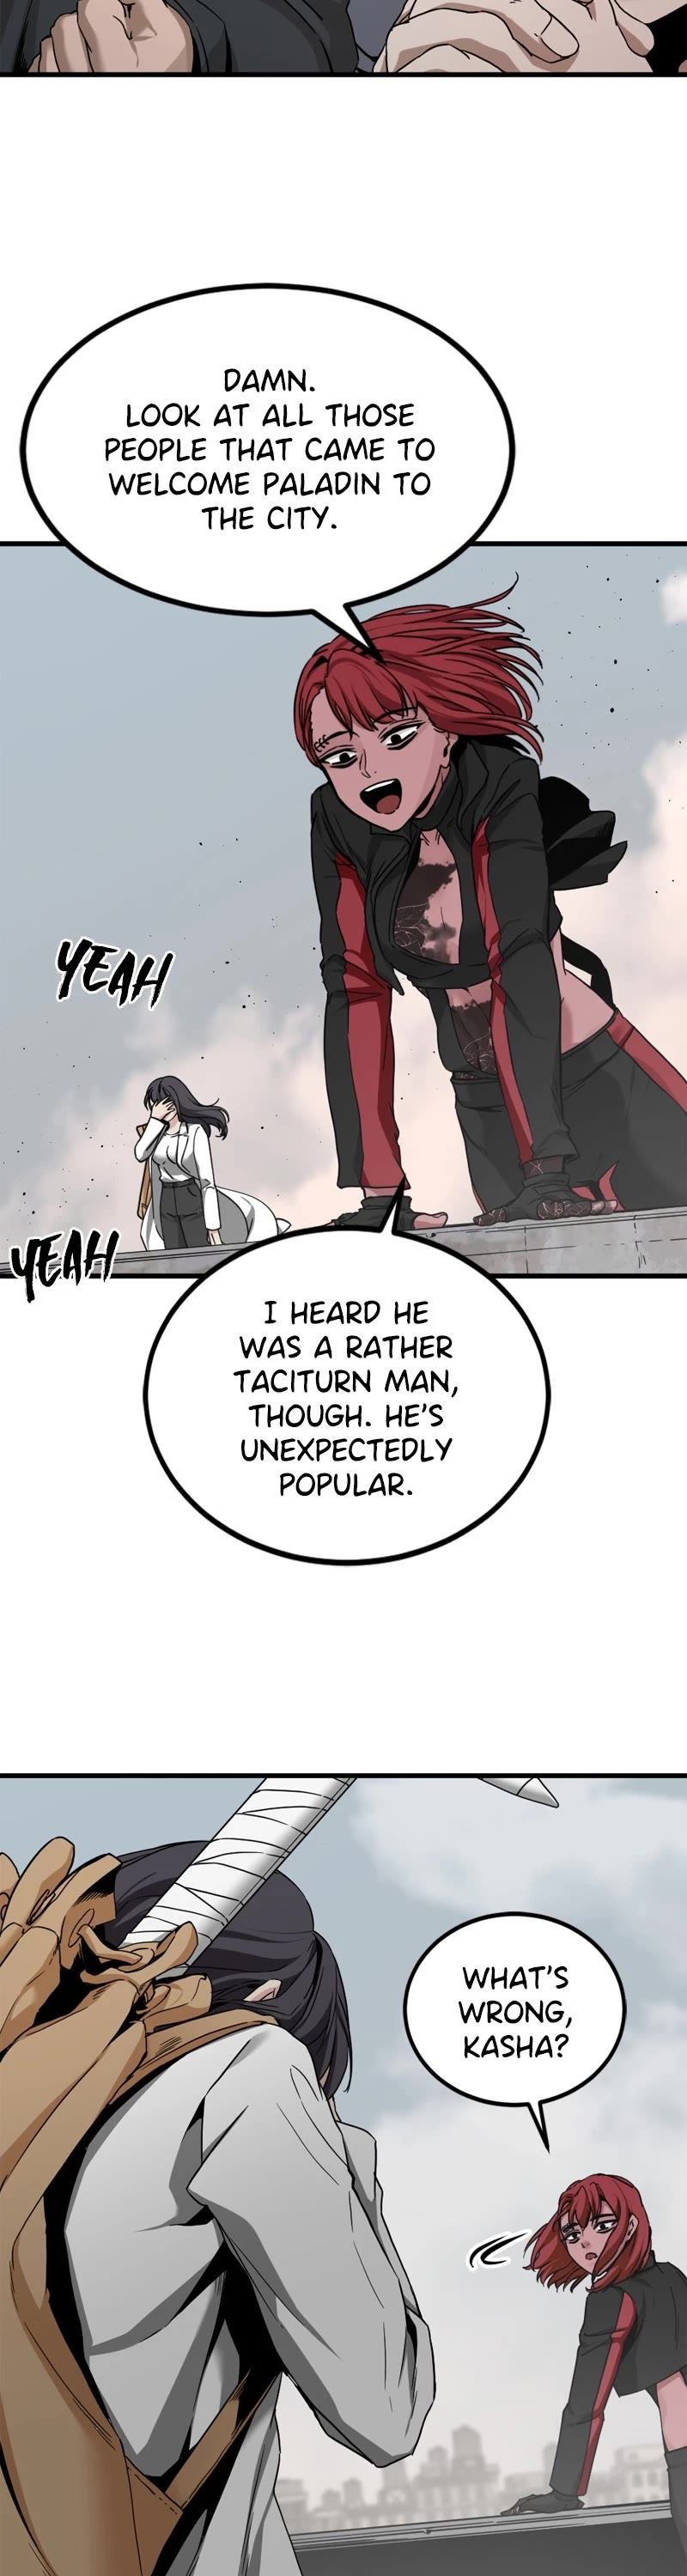 DAMN.
LOOK AT ALL THOSE
PEOPLE THAT CAME TO
WELCOME PALADIN TO
THE CITY.
YEAH
YEAH
I HEARD HE
WAS A RATHER
TACITURN MAN,
THOUGH. HE'S
UNEXPECTEDLY
POPULAR.
WHAT'S
WRONG,
KASHA?